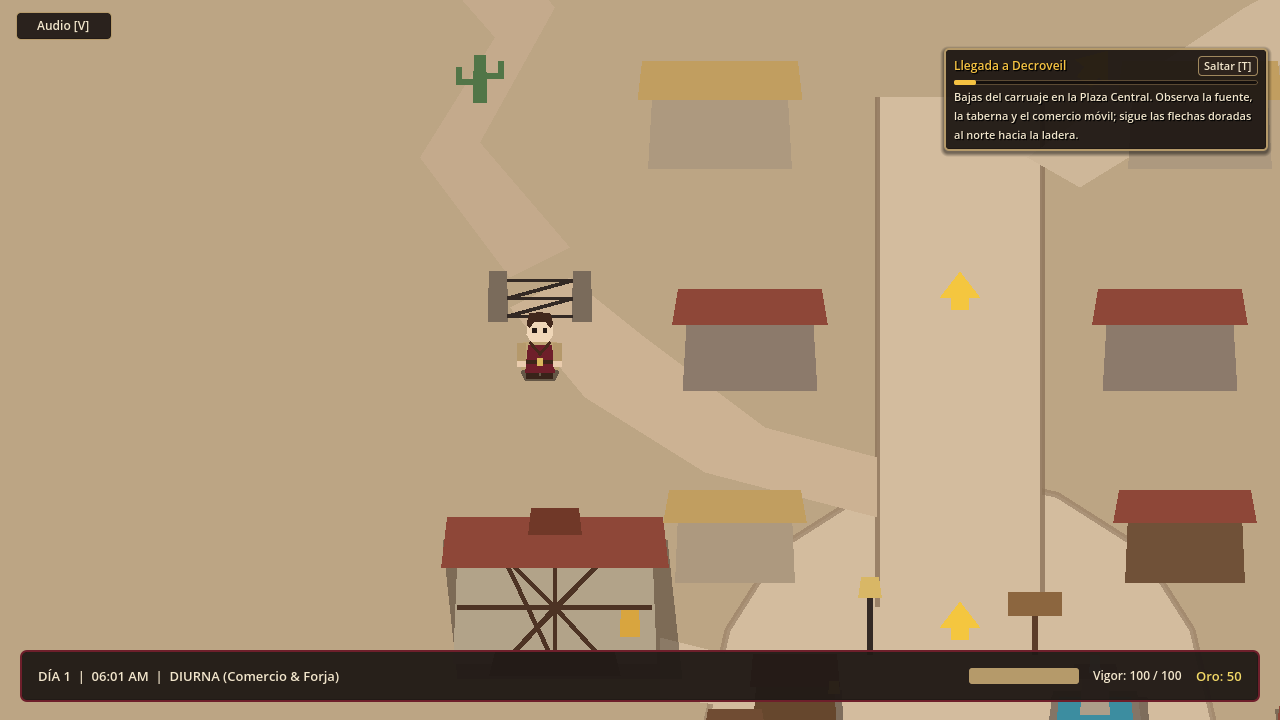 Audio [V]
Llegada a Decroveil
Saltar [T]
Bajas del carruaje en la Plaza Central. Observa la fuente,
la taberna y el comercio móvil; sigue las flechas doradas
al norte hacia la ladera.
DÍA 1 | 06:01 AM | DIURNA (Comercio & Forja)
Vigor: 100 / 100
Oro: 50